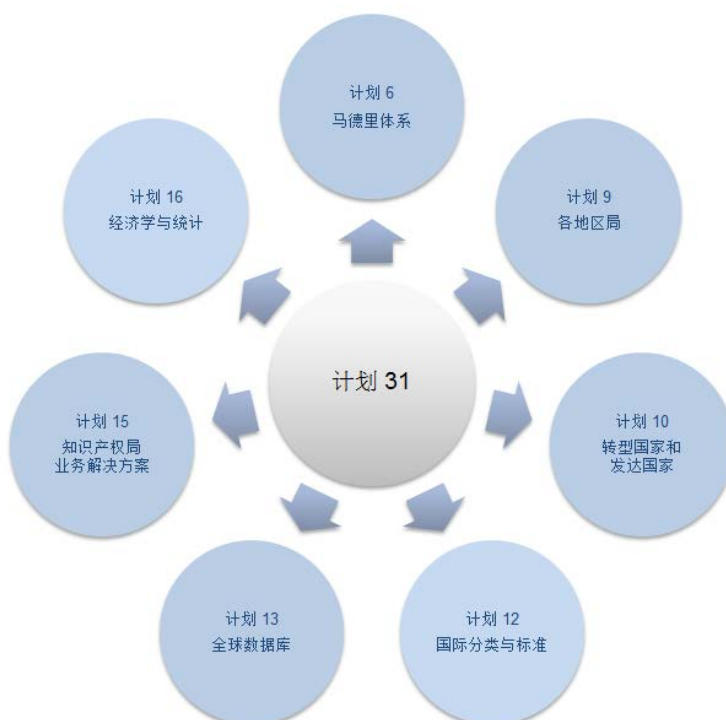 计划 6
马德里体系
计划 16
经济学与统计
计划 9
各地区局
计划 31
计划 15
知识产权局
业务解决方案
计划 10
转型国家和
发达国家
计划 13
全球数据库
计划 12
国际分类与标准